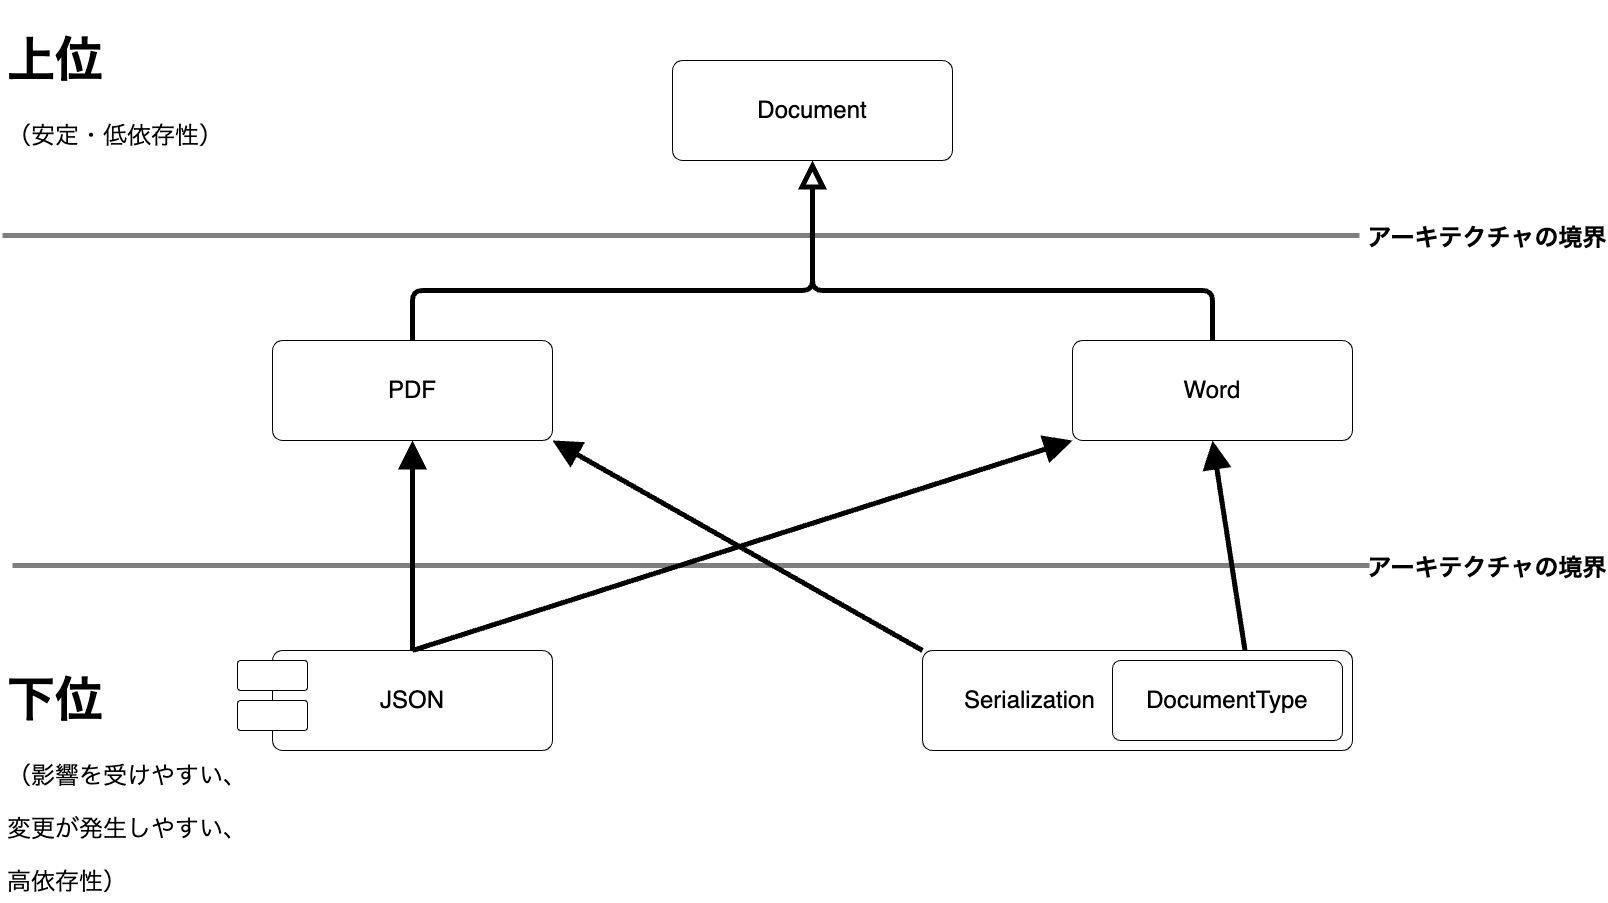 上位
（安定・低依存性）
Document
アーキテクチャの境界
PDF
Word
アーキテクチャの境界
下位
（影響を受けやすい、
変更が発生しやすい、
高依存性）
JSON
Serialization
DocumentType